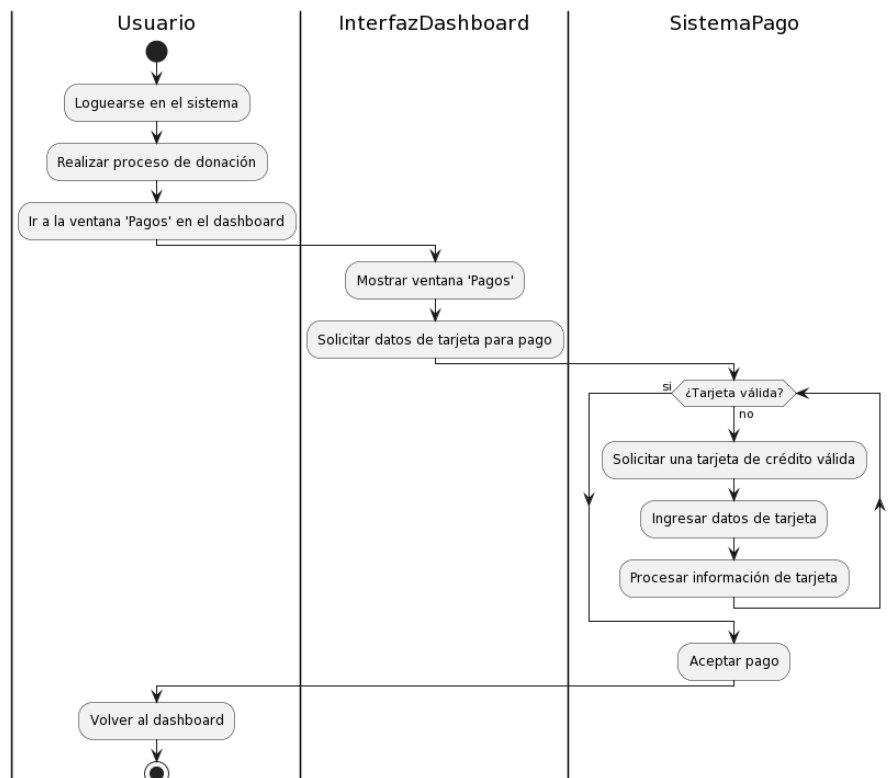 Usuario
InterfazDashboard
SistemaPago
Loguearse en el sistema
Realizar proceso de donación
Ir a la ventana 'Pagos' en el dashboard
Mostrar ventana 'Pagos'
Solicitar datos de tarjeta para pago
si
¿Tarjeta válida?
no
Solicitar una tarjeta de crédito válida
Ingresar datos de tarjeta
Procesar información de tarjeta
Aceptar pago
Volver al dashboard